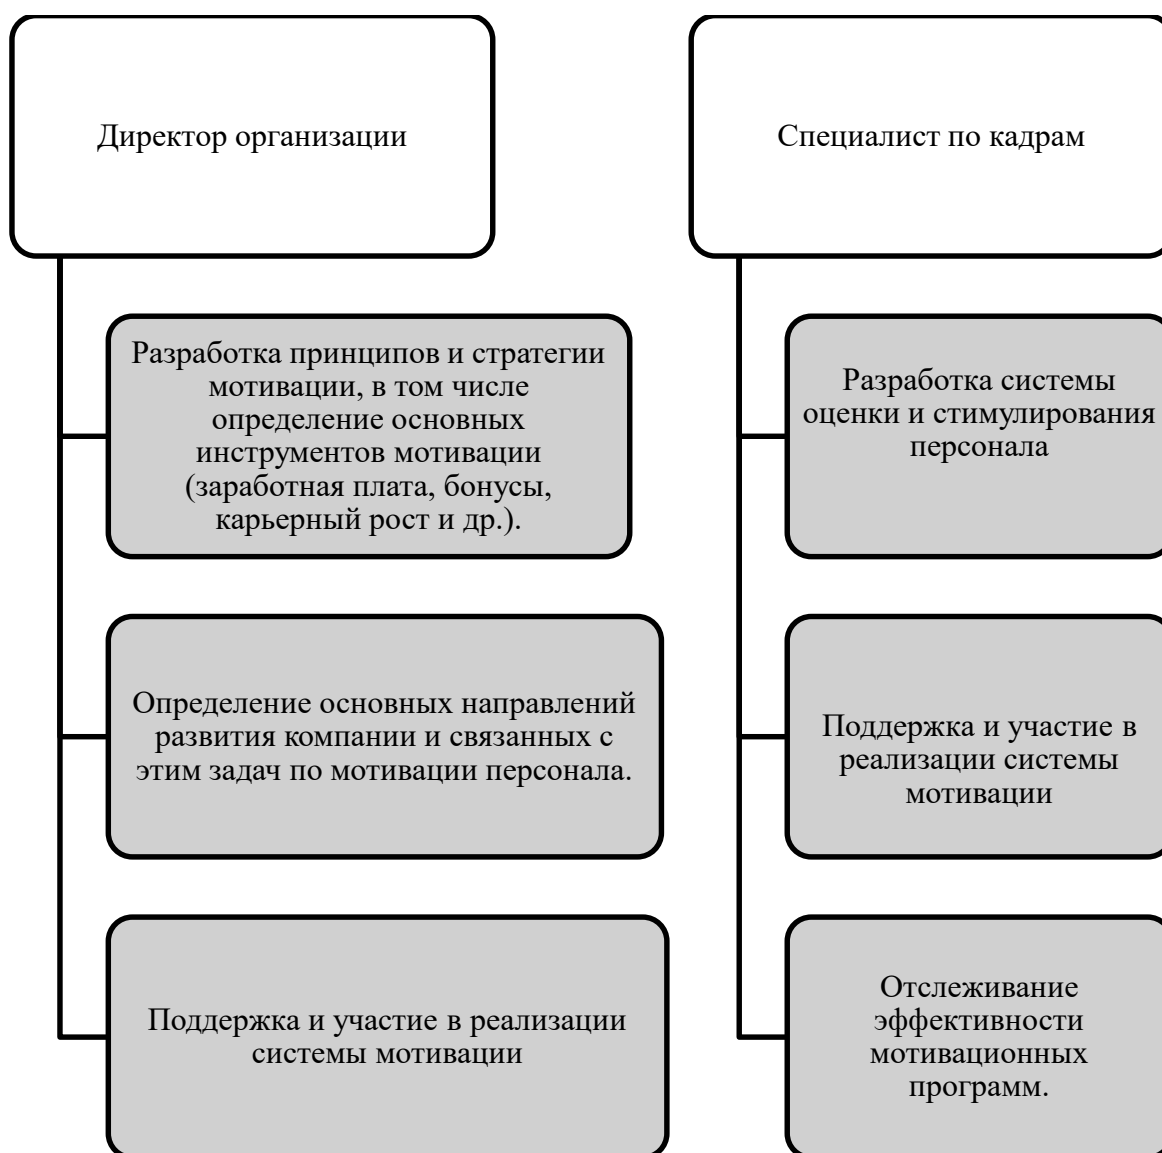 Директор организации
Разработка принципов и стратегии
мотивации, в том числе
определение основных
инструментов мотивации
(заработная плата, бонусы,
карьерный рост и др.).
Определение основных направлений
развития компании и связанных с
этим задач по мотивации персонала.
Поддержка и участие в реализации
системы мотивации
Специалист по кадрам
Разработка системы
оценки и стимулирования
персонала
Поддержка и участие в
реализации системы
мотивации
Отслеживание
эффективности
мотивационных
программ.